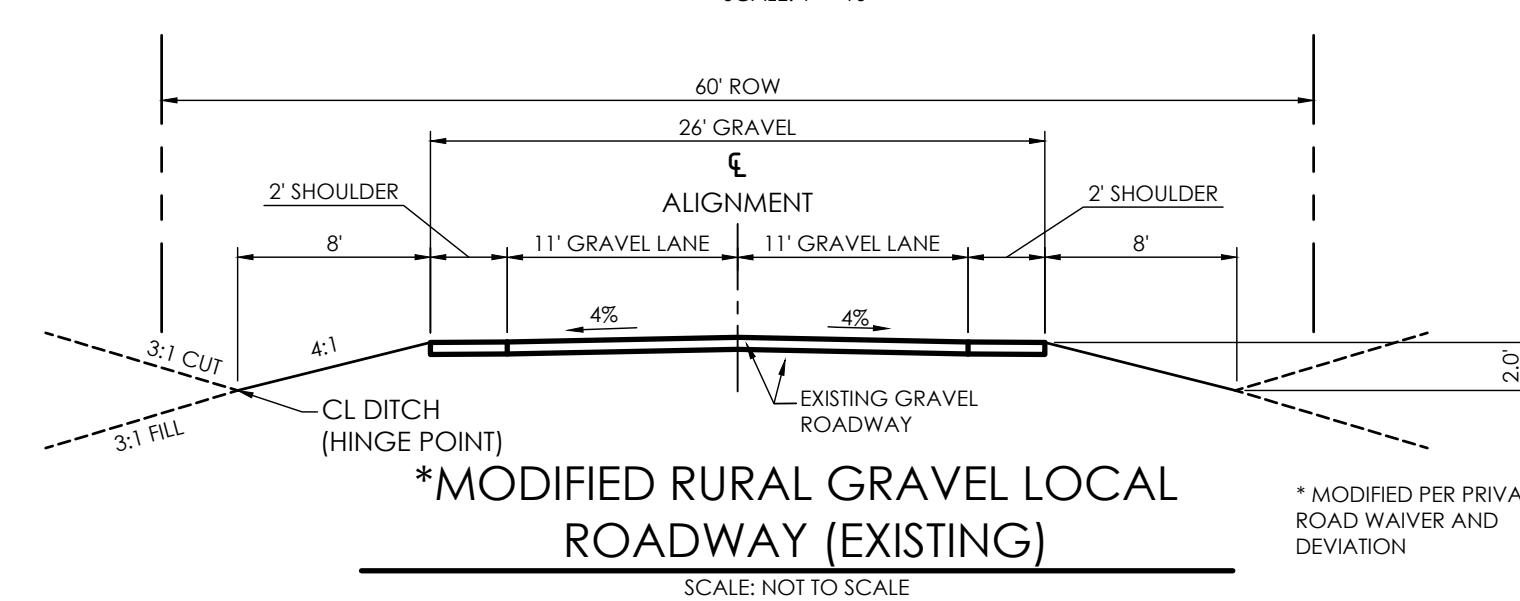 60' ROW
26' GRAVEL
℄
2' SHOULDER
ALIGNMENT
2' SHOULDER
8'
11' GRAVEL LANE
11' GRAVEL LANE
8'
4%
4%
3:1 CUT
4:1
2.0'
3:1 FILL
CL DITCH
(HINGE POINT)
EXISTING GRAVEL
ROADWAY
*MODIFIED RURAL GRAVEL LOCAL
ROADWAY (EXISTING)
SCALE: NOT TO SCALE
* MODIFIED PER PRIVA
ROAD WAIVER AND
DEVIATION